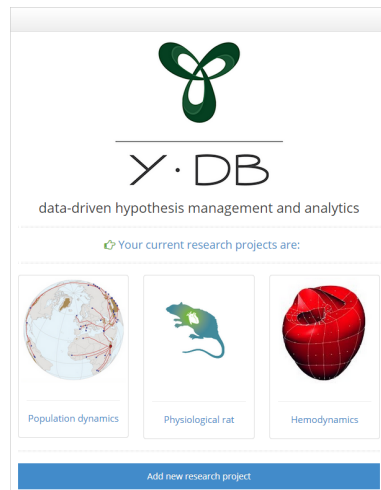 Y · DB
data-driven hypothesis management and analytics
Your current research projects are:
Population dynamics
Physiological rat
Hemodynamics
Add new research project